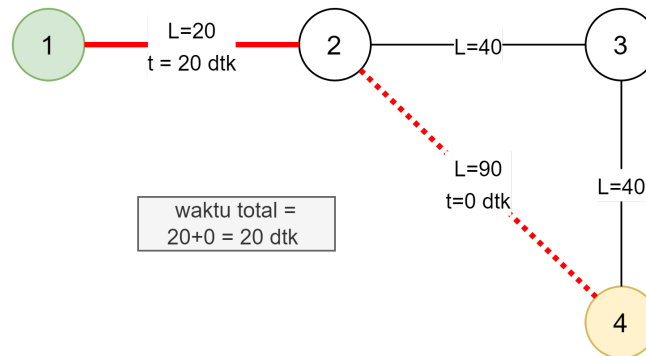 1
L=20
t = 20 dtk
2
L=40
3
L=90
t=0 dtk
L=40
waktu total =
20+0 = 20 dtk
4